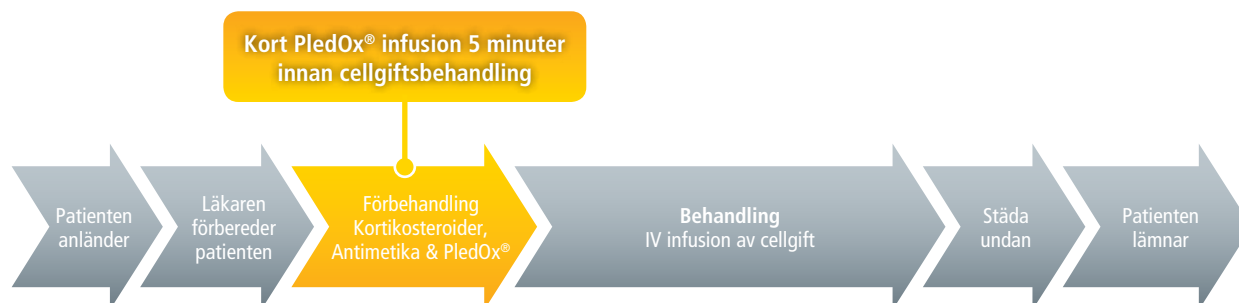 Kort PledOx® infusion 5 minuter
innan cellgiftsbehandling
Patienten
anländer
Läkaren
förbereder
patienten
Förbehandling
Kortikosteroider,
Antimetika & PledOx®
Behandling
IV infusion av cellgift
Städa
undan
Patienten
lämnar